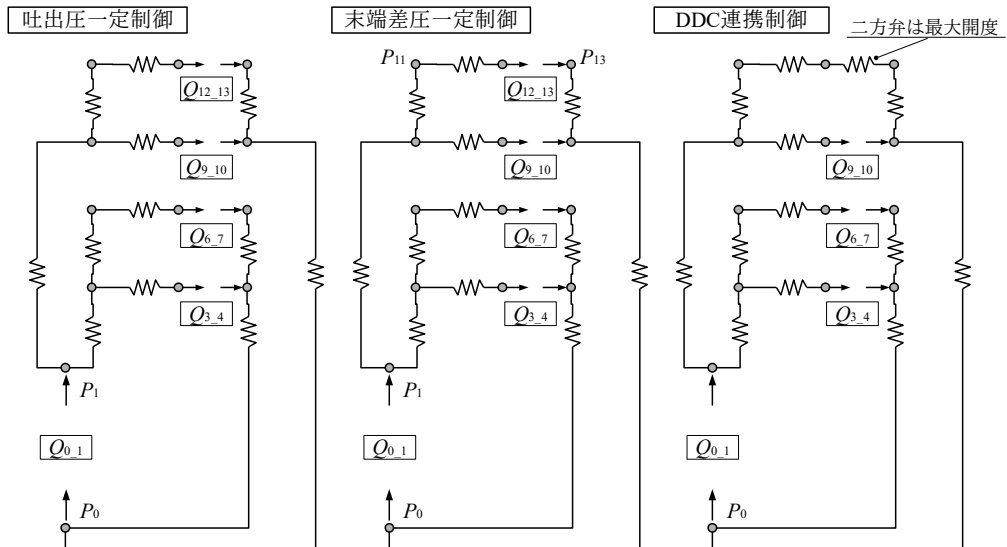 吐出圧一定制御
末端差圧一定制御
DDC連携制御
二方弁は最大開度
Q12_13
Q9_10
Q6_7
Q3_4
P1
Q0_1
P0
P11
P13
Q12_13
Q9_10
Q6_7
Q3_4
P1
Q0_1
P0
Q9_10
Q6_7
Q3_4
Q0_1